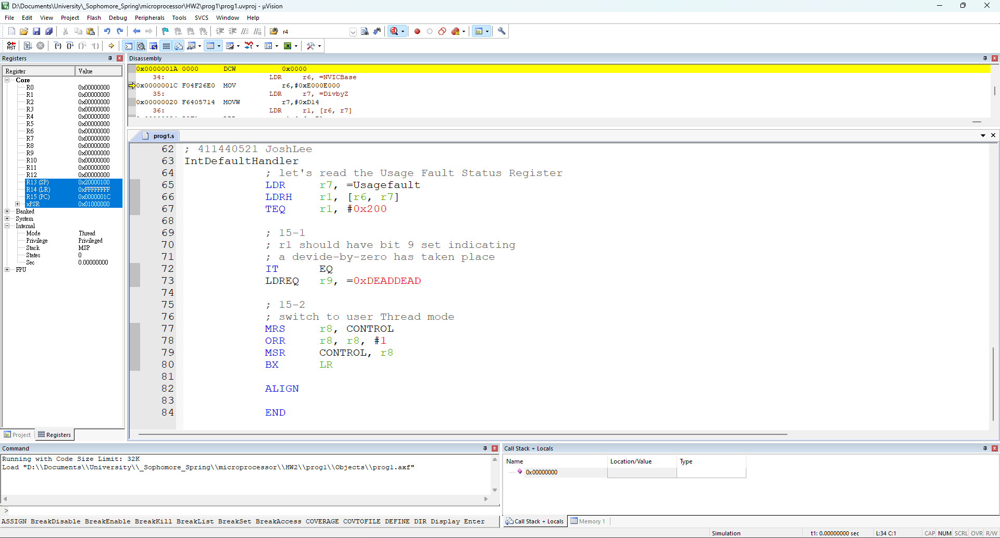 D:\Documents\University\_Sophomore_Spring\microprocessor\HW2\prog1\prog1.uvproj - µVision
File Edit View Project Flash Debug Peripherals Tools SVCS Window Help
r4
RST
Registers
Register Value
Core
R0 0x00000000
R1 0x00000000
R2 0x00000000
R3 0x00000000
R4 0x00000000
R5 0x00000000
R6 0x00000000
R7 0x00000000
R8 0x00000000
R9 0x00000000
R10 0x00000000
R11 0x00000000
R12 0x00000000
R13 (SP) 0x20000100
R14 (LR) 0xFFFFFFFF
R15 (PC) 0x0000001C
xPSR 0x01000000
Banked
System
Internal
Mode Thread
Privilege Privileged
Stack MSP
States 0
Sec 0.00000000
FPU
Project Registers
Disassembly
0x0000001A 0000 DCW 0x0000
34: LDR r6, =NVICBase
0x0000001C F04F26E0 MOV r6,#0xE000E000
35: LDR r7, =DivbyZ
0x00000020 F6405714 MOVW r7,#0xD14
36: LDR r1, [r6, r7]
prog1.s
62 ; 411440521 JoshLee
63 IntDefaultHandler
64 ; let's read the Usage Fault Status Register
65 LDR r7, =Usagefault
66 LDRH r1, [r6, r7]
67 TEQ r1, #0x200
68
69 ; 15-1
70 ; r1 should have bit 9 set indicating
71 ; a devide-by-zero has taken place
72 IT EQ
73 LDREQ r9, =0xDEADDEAD
74
75 ; 15-2
76 ; switch to user Thread mode
77 MRS r8, CONTROL
78 ORR r8, r8, #1
79 MSR CONTROL, r8
80 BX LR
81
82 ALIGN
83
84 END
Command
Running with Code Size Limit: 32K
Load "D:\\Documents\\University\\_Sophomore_Spring\\microprocessor\\HW2\\prog1\\Objects\\prog1.axf"
>
ASSIGN BreakDisable BreakEnable BreakKill BreakList BreakSet BreakAccess COVERAGE COVTOFILE DEFINE DIR Display Enter
Call Stack + Locals
Name Location/Value Type
0x00000000
Call Stack + Locals Memory 1
Simulation t1: 0.00000000 sec L:34 C:1 CAP NUM SCRL OVR R/W